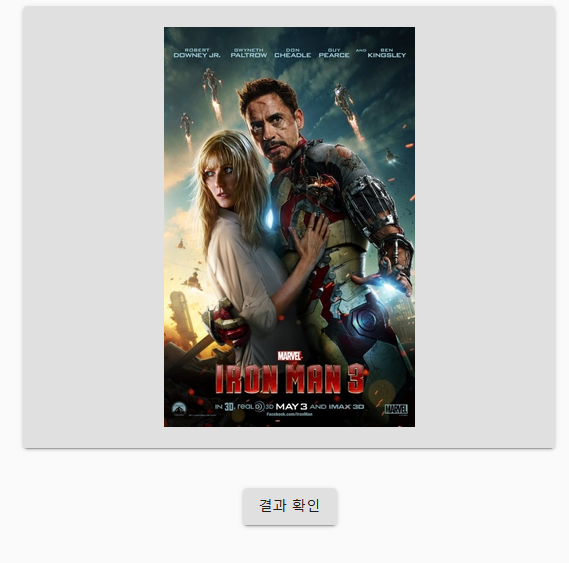 ROBERT DOWNEY JR. GWYNETH PALTROW DON CHEADLE GUY PEARCE AND BEN KINGSLEY
MARVEL
IRON MAN 3
IN 3D, REAL D 3D MAY 3 AND IMAX 3D
Facebook.com/ironMan
MARVEL
결과 확인